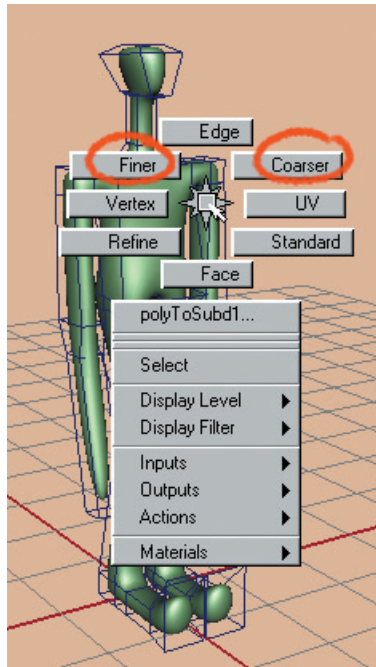 Edge
Finer
Coarser
Vertex
UV
Refine
Standard
Face
polyToSubd1...
Select
Display Level
Display Filter
Inputs
Outputs
Actions
Materials